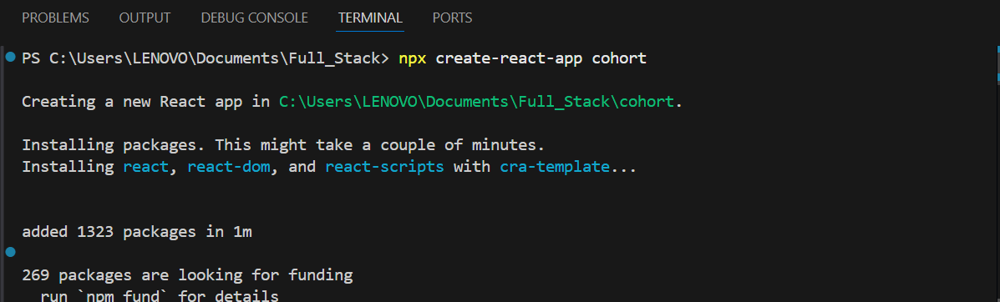 PROBLEMS OUTPUT DEBUG CONSOLE TERMINAL PORTS
PS C:\Users\LENOVO\Documents\Full_Stack> npx create-react-app cohort
Creating a new React app in C:\Users\LENOVO\Documents\Full_Stack\cohort.
Installing packages. This might take a couple of minutes.
Installing react, react-dom, and react-scripts with cra-template...
added 1323 packages in 1m
269 packages are looking for funding
run `npm fund` for details